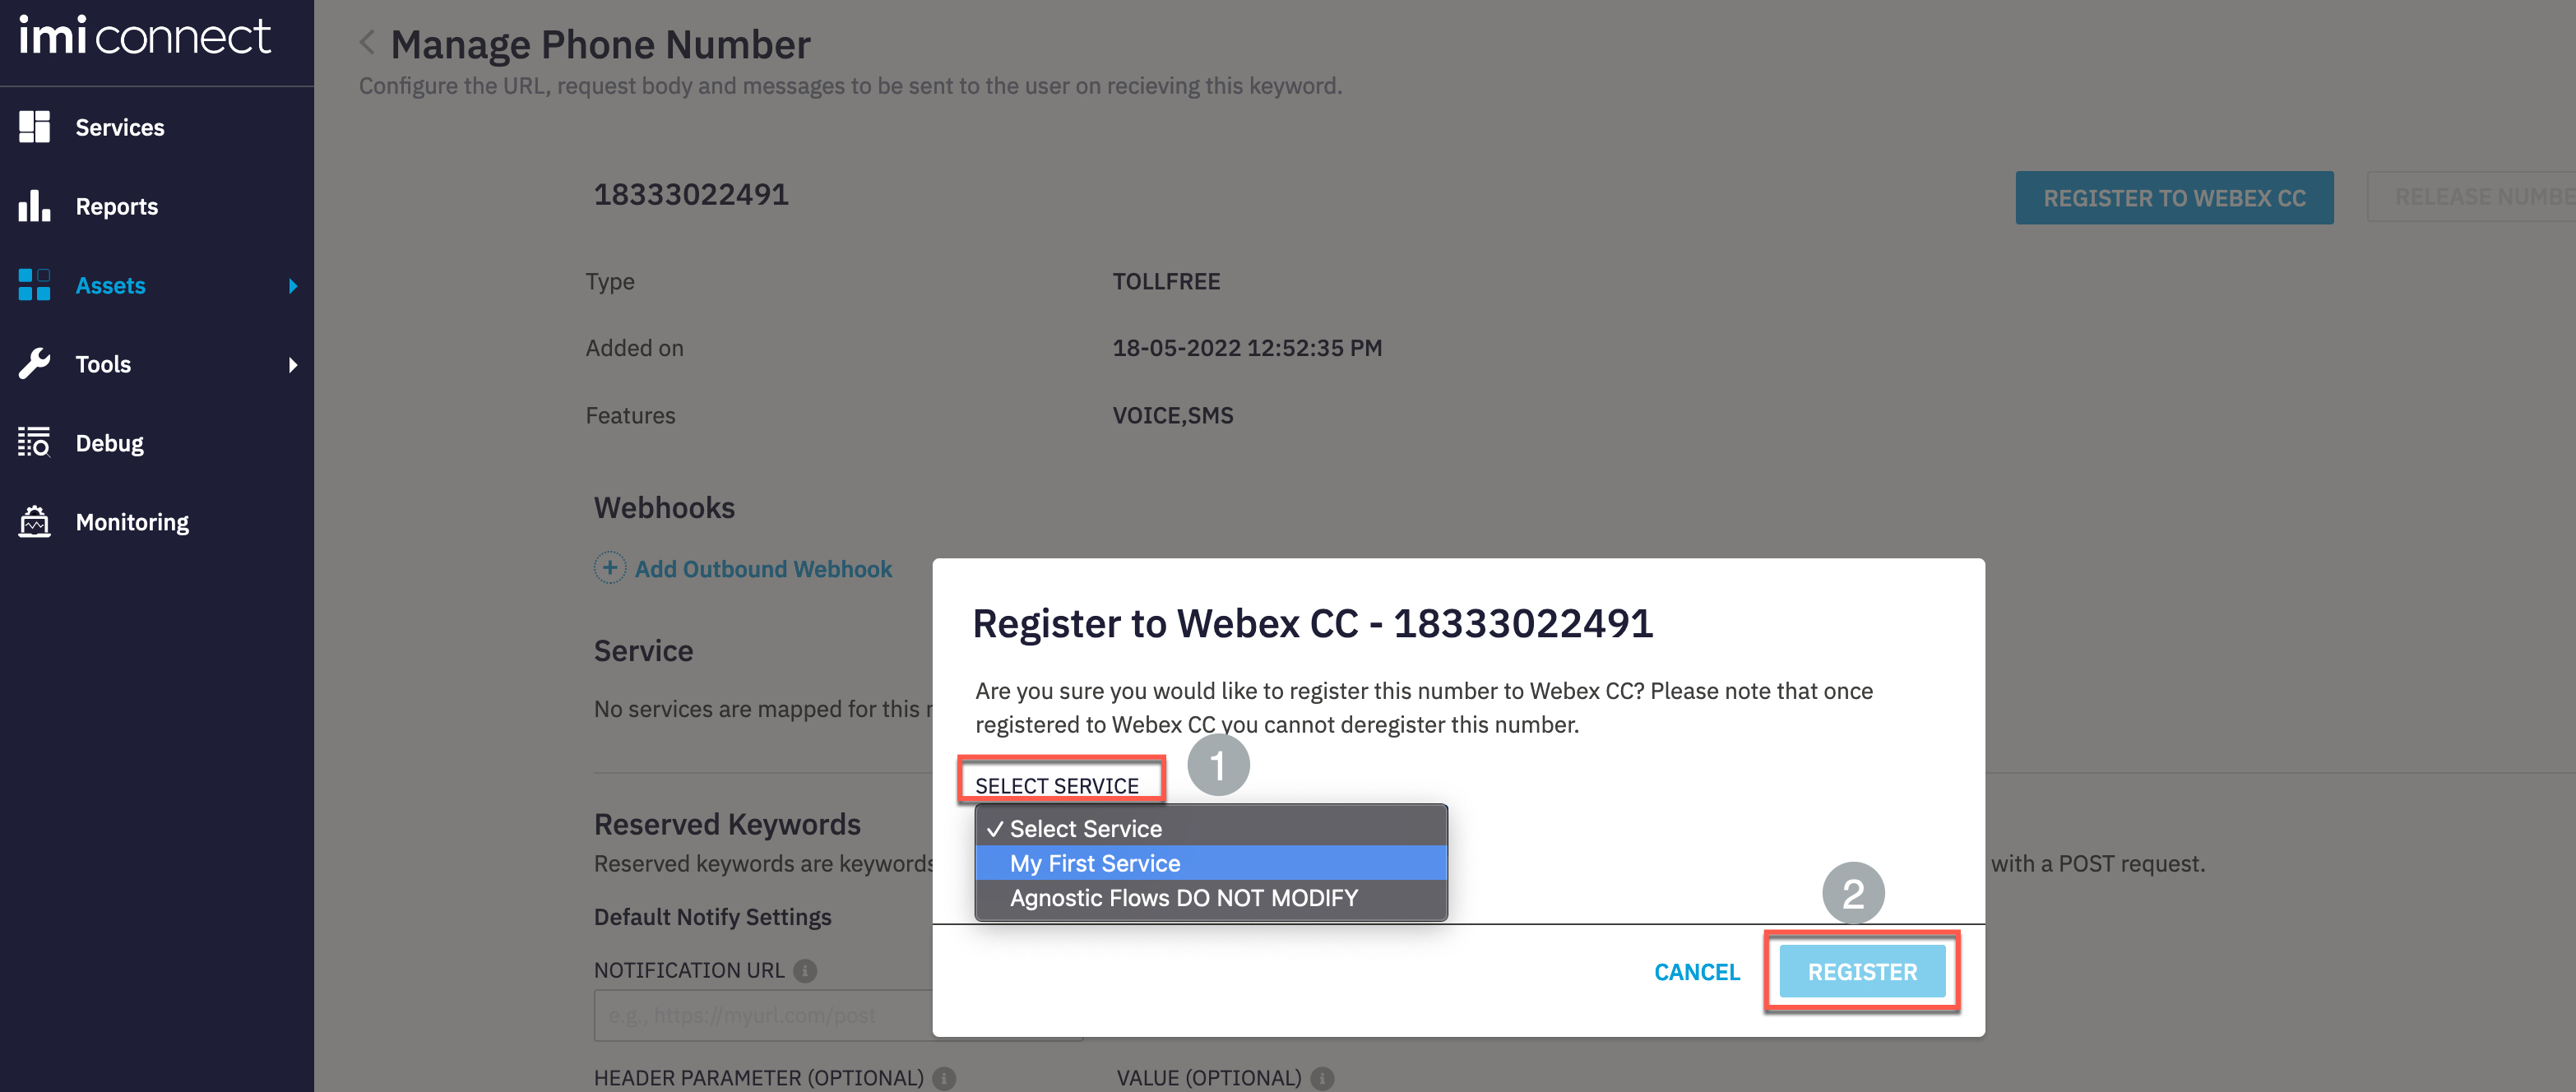 imi connect
Services
Reports
Assets
Tools
Debug
Monitoring
Manage Phone Number
Configure the URL, request body and messages to be sent to the user on recieving this keyword.
18333022491
REGISTER TO WEBEX CC
RELEASE
Type
TOLLFREE
Added on
18-05-2022 12:52:35 PM
Features
VOICE,SMS
Webhooks
+ Add Outbound Webhook
Service
No services are mapped for this
Reserved Keywords
Reserved keywords are keywords
with a POST request.
Default Notify Settings
NOTIFICATION URL
e.g., https://myurl.com/post
HEADER PARAMETER (OPTIONAL)
VALUE (OPTIONAL)
Register to Webex CC - 18333022491
Are you sure you would like to register this number to Webex CC? Please note that once
registered to Webex CC you cannot deregister this number.
SELECT SERVICE
1
✓ Select Service
My First Service
Agnostic Flows DO NOT MODIFY
2
CANCEL
REGISTER